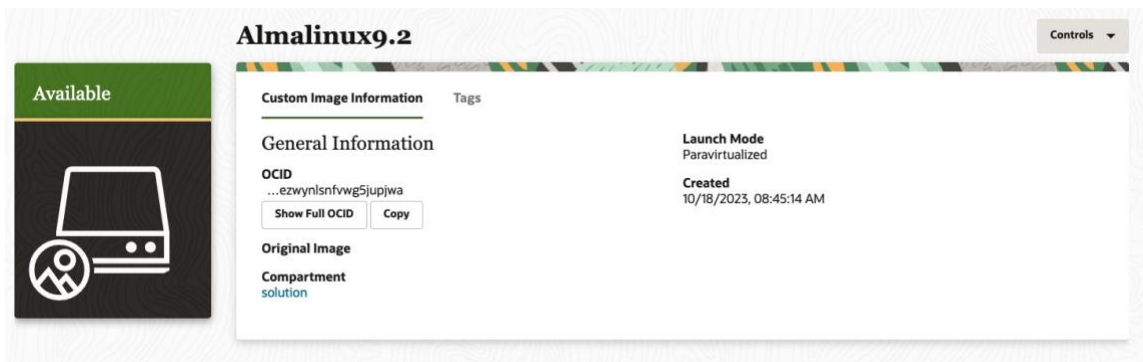 Almalinux9.2
Controls
Available
Custom Image Information Tags
General Information
OCID
...ezwynlsnfvwg5jupjwa
Show Full OCID Copy
Original Image
Compartment
solution
Launch Mode
Paravirtualized
Created
10/18/2023, 08:45:14 AM